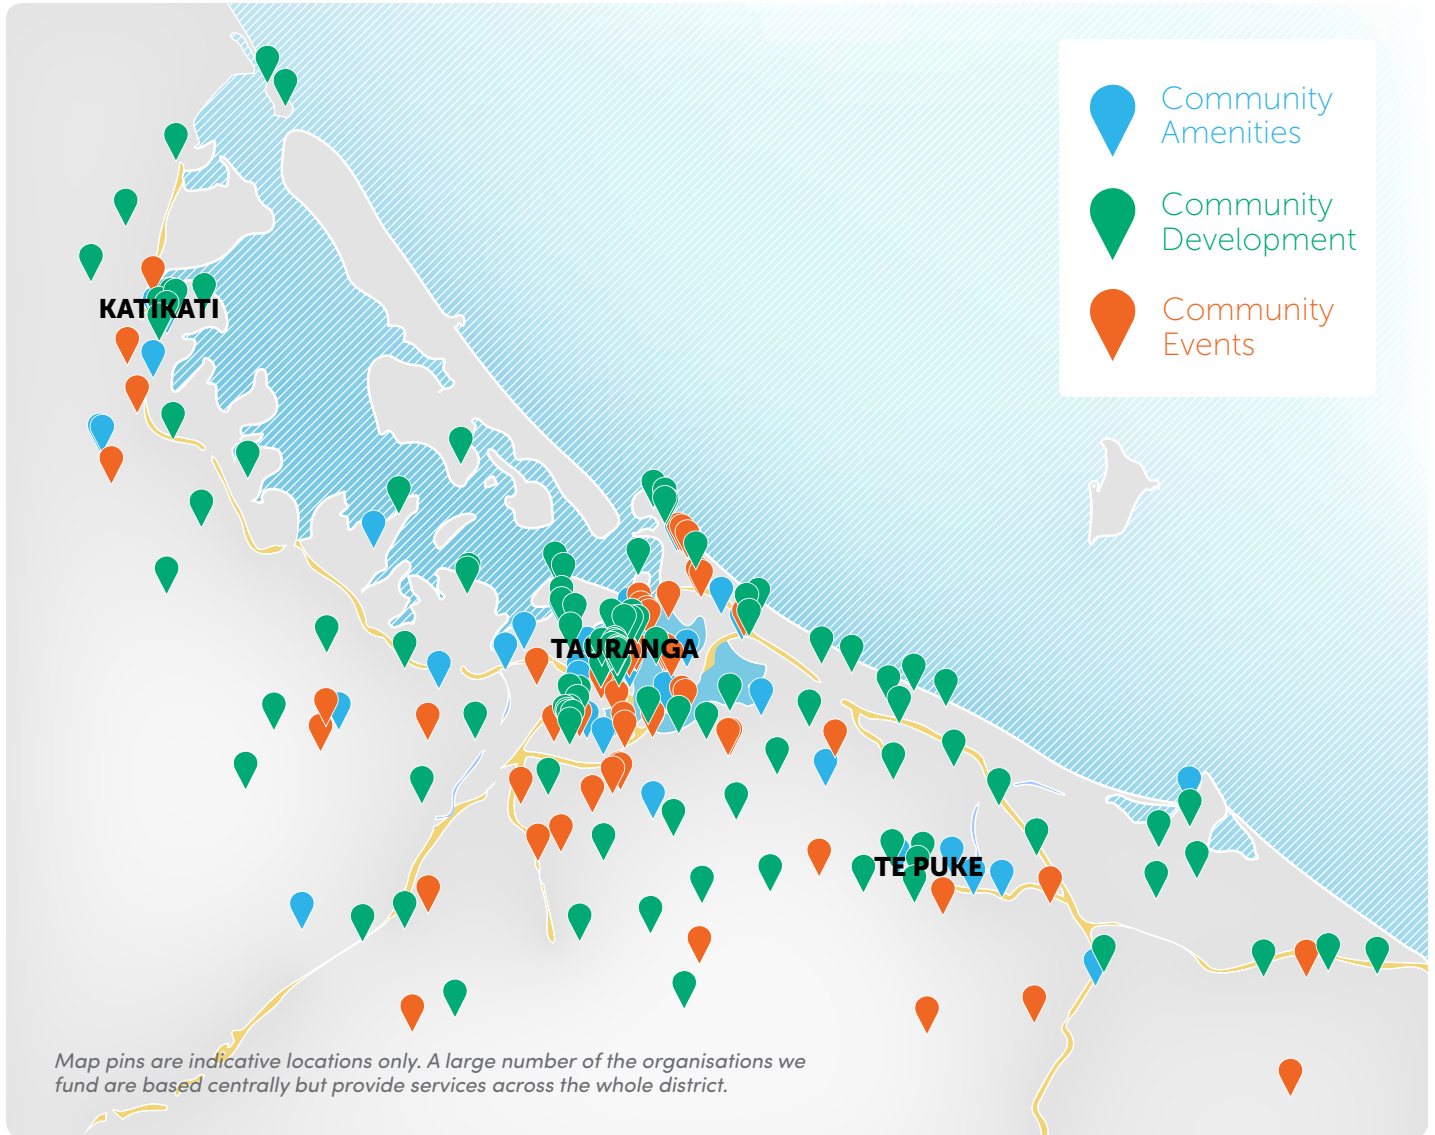 Community
Amenities
Community
Development
Community
Events
KATIKATI
TAURANGA
TE PUKE
Map pins are indicative locations only. A large number of the organisations we
fund are based centrally but provide services across the whole district.